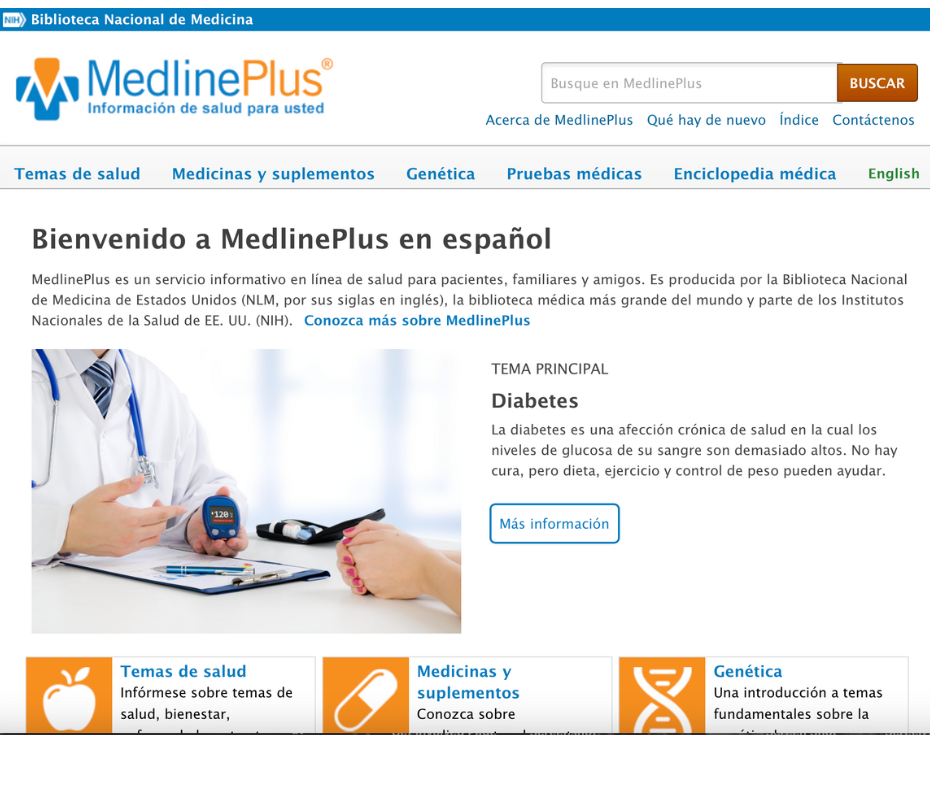 NIH Biblioteca Nacional de Medicina
MedlinePlus®
Información de salud para usted
Busque en MedlinePlus
BUSCAR
Acerca de MedlinePlus Qué hay de nuevo Índice Contáctenos
Temas de salud Medicinas y suplementos Genética Pruebas médicas Enciclopedia médica English
Bienvenido a MedlinePlus en español
MedlinePlus es un servicio informativo en línea de salud para pacientes, familiares y amigos. Es producida por la Biblioteca Nacional
de Medicina de Estados Unidos (NLM, por sus siglas en inglés), la biblioteca médica más grande del mundo y parte de los Institutos
Nacionales de la Salud de EE. UU. (NIH). Conozca más sobre MedlinePlus
120
TEMA PRINCIPAL
Diabetes
La diabetes es una afección crónica de salud en la cual los
niveles de glucosa de su sangre son demasiado altos. No hay
cura, pero dieta, ejercicio y control de peso pueden ayudar.
Más información
Temas de salud
Infórmese sobre temas de
salud, bienestar,
Medicinas y
suplementos
Conozca sobre
Genética
Una introducción a temas
fundamentales sobre la